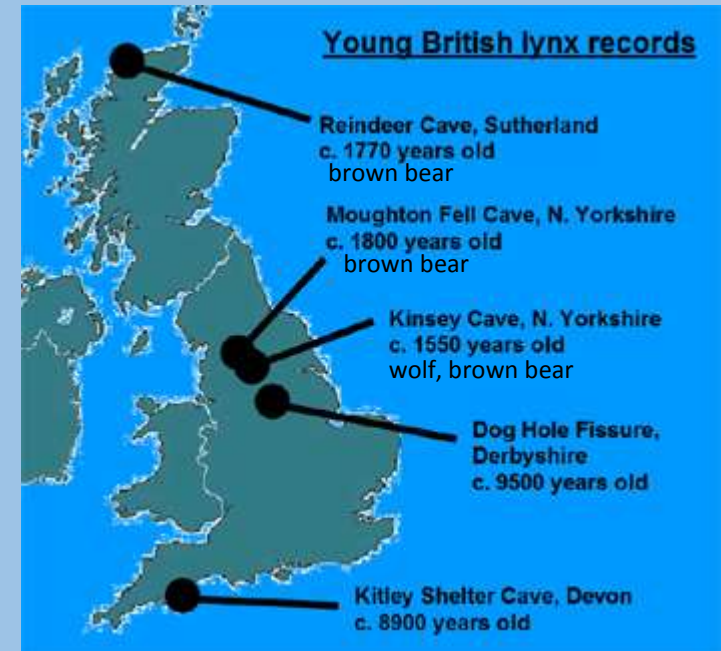 Young British lynx records
Reindeer Cave, Sutherland
c. 1770 years old
brown bear
Moughton Fell Cave, N. Yorkshire
c. 1800 years old
brown bear
Kinsey Cave, N. Yorkshire
c. 1550 years old
wolf, brown bear
Dog Hole Fissure,
Derbyshire
c. 9500 years old
Kitley Shelter Cave, Devon
c. 8900 years old